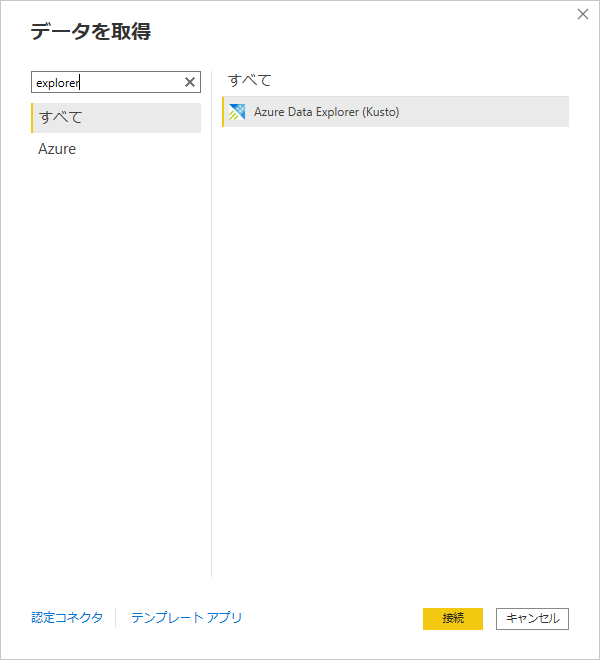 データを取得
explorer
すべて
Azure
すべて
Azure Data Explorer (Kusto)
認定コネクタ
テンプレート アプリ
接続
キャンセル